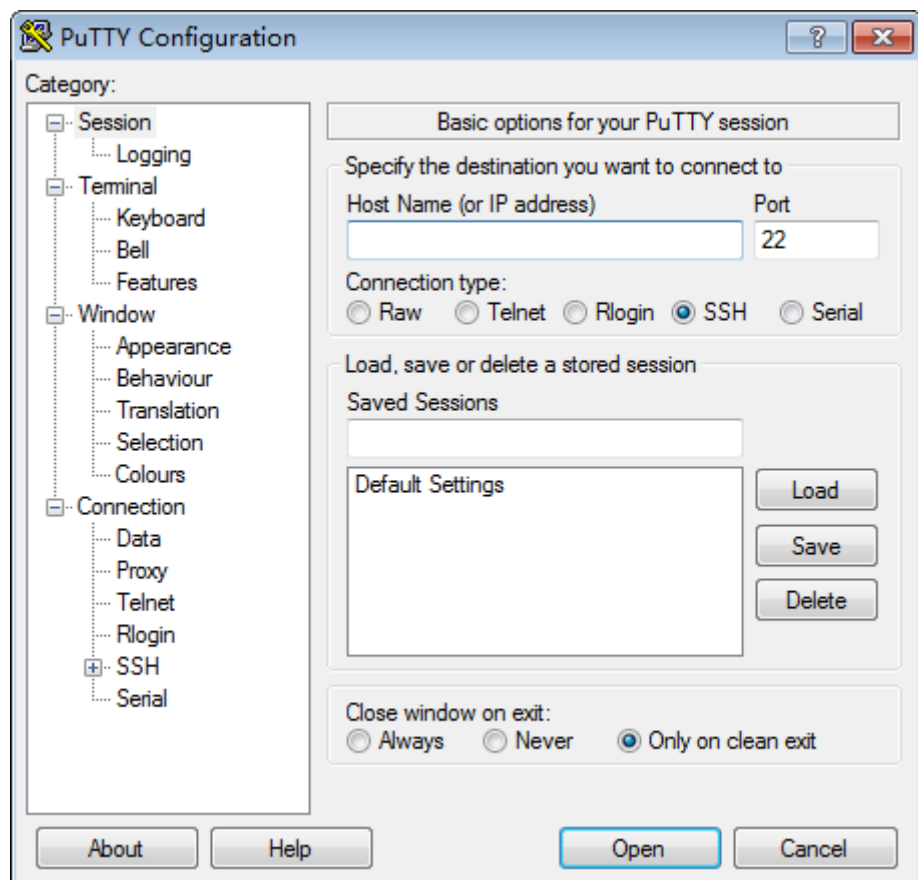 PuTTY Configuration
Category:
Session
Logging
Terminal
Keyboard
Bell
Features
Window
Appearance
Behaviour
Translation
Selection
Colours
Connection
Data
Proxy
Telnet
Rlogin
SSH
Serial
Basic options for your PuTTY session
Specify the destination you want to connect to
Host Name (or IP address) Port
22
Connection type:
Raw Telnet Rlogin SSH Serial
Load, save or delete a stored session
Saved Sessions
Default Settings
Load
Save
Delete
Close window on exit:
Always Never Only on clean exit
About Help Open Cancel